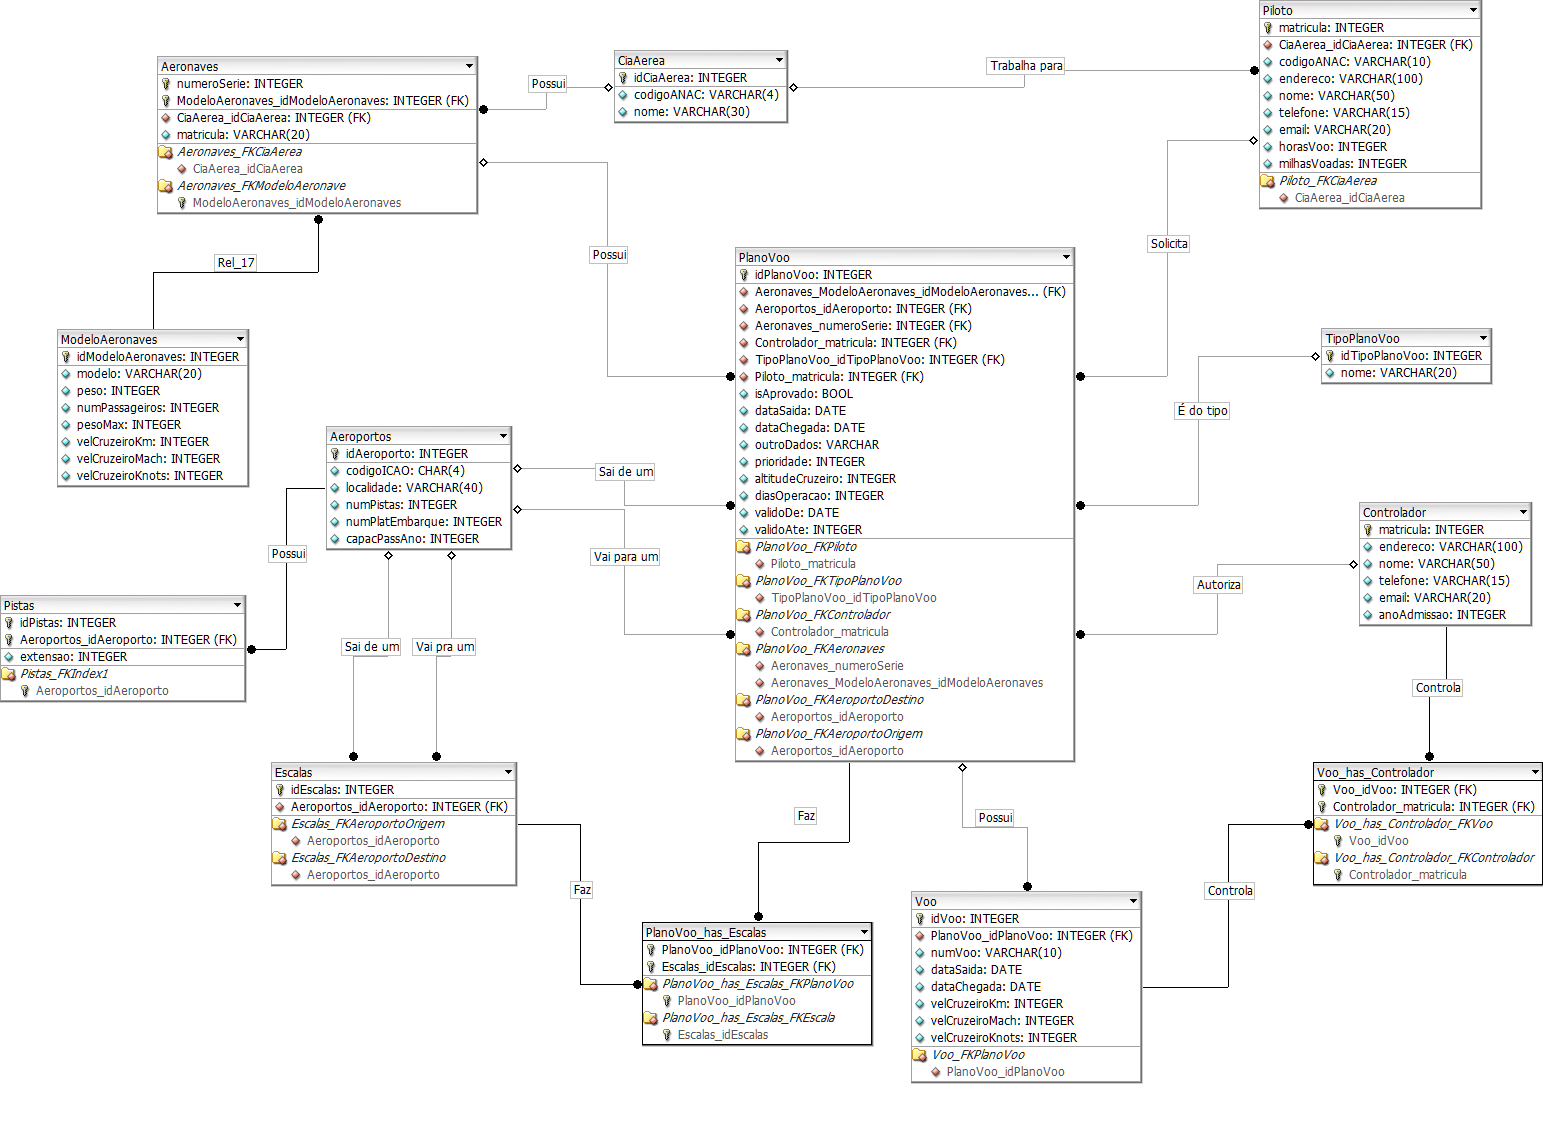 Aeronaves
numeroSerie: INTEGER
ModeloAeronaves_idModeloAeronaves: INTEGER (FK)
CiaAerea_idCiaAerea: INTEGER (FK)
matricula: VARCHAR(20)
Aeronaves_FKCiaAerea
CiaAerea_idCiaAerea
Aeronaves_FKModeloAeronave
ModeloAeronaves_idModeloAeronaves
Possui
CiaAerea
idCiaAerea: INTEGER
codigoANAC: VARCHAR(4)
nome: VARCHAR(30)
Trabalha para
Piloto
matricula: INTEGER
CiaAerea_idCiaAerea: INTEGER (FK)
codigoANAC: VARCHAR(10)
endereco: VARCHAR(100)
nome: VARCHAR(50)
telefone: VARCHAR(15)
email: VARCHAR(20)
horasVoo: INTEGER
milhasVoadas: INTEGER
Piloto_FKCiaAerea
CiaAerea_idCiaAerea
Rel_17
Possui
Solicita
ModeloAeronaves
idModeloAeronaves: INTEGER
modelo: VARCHAR(20)
peso: INTEGER
numPassageiros: INTEGER
pesoMax: INTEGER
velCruzeiroKm: INTEGER
velCruzeiroMach: INTEGER
velCruzeiroKnots: INTEGER
PlanoVoo
idPlanoVoo: INTEGER
Aeronaves_ModeloAeronaves_idModeloAeronaves... (FK)
Aeroportos_idAeroporto: INTEGER (FK)
Aeronaves_numeroSerie: INTEGER (FK)
Controlador_matricula: INTEGER (FK)
TipoPlanoVoo_idTipoPlanoVoo: INTEGER (FK)
Piloto_matricula: INTEGER (FK)
isAprovado: BOOL
dataSaida: DATE
dataChegada: DATE
outroDados: VARCHAR
prioridade: INTEGER
altitudeCruzeiro: INTEGER
diasOperacao: INTEGER
validoDe: DATE
validoAte: INTEGER
PlanoVoo_FKPiloto
Piloto_matricula
PlanoVoo_FKTipoPlanoVoo
TipoPlanoVoo_idTipoPlanoVoo
PlanoVoo_FKControlador
Controlador_matricula
PlanoVoo_FKAeronaves
Aeronaves_numeroSerie
Aeronaves_ModeloAeronaves_idModeloAeronaves
PlanoVoo_FKAeroportoDestino
Aeroportos_idAeroporto
PlanoVoo_FKAeroportoOrigem
Aeroportos_idAeroporto
TipoPlanoVoo
idTipoPlanoVoo: INTEGER
nome: VARCHAR(20)
É do tipo
Aeroportos
idAeroporto: INTEGER
codigoICAO: CHAR(4)
localidade: VARCHAR(40)
numPistas: INTEGER
numPlatEmbarque: INTEGER
capacPassAno: INTEGER
Sai de um
Vai para um
Possui
Controlador
matricula: INTEGER
endereco: VARCHAR(100)
nome: VARCHAR(50)
telefone: VARCHAR(15)
email: VARCHAR(20)
anoAdmissao: INTEGER
Autoriza
Pistas
idPistas: INTEGER
Aeroportos_idAeroporto: INTEGER (FK)
extensao: INTEGER
Pistas_FKIndex1
Aeroportos_idAeroporto
Sai de um
Vai pra um
Controla
Escalas
idEscalas: INTEGER
Aeroportos_idAeroporto: INTEGER (FK)
Escalas_FKAeroportoOrigem
Aeroportos_idAeroporto
Escalas_FKAeroportoDestino
Aeroportos_idAeroporto
Faz
Possui
Voo_has_Controlador
Voo_idVoo: INTEGER (FK)
Controlador_matricula: INTEGER (FK)
Voo_has_Controlador_FKVoo
Voo_idVoo
Voo_has_Controlador_FKControlador
Controlador_matricula
Faz
Controla
PlanoVoo_has_Escalas
PlanoVoo_idPlanoVoo: INTEGER (FK)
Escalas_idEscalas: INTEGER (FK)
PlanoVoo_has_Escalas_FKPlanoVoo
PlanoVoo_idPlanoVoo
PlanoVoo_has_Escalas_FKEscala
Escalas_idEscalas
Voo
idVoo: INTEGER
PlanoVoo_idPlanoVoo: INTEGER (FK)
numVoo: VARCHAR(10)
dataSaida: DATE
dataChegada: DATE
velCruzeiroKm: INTEGER
velCruzeiroMach: INTEGER
velCruzeiroKnots: INTEGER
Voo_FKPlanoVoo
PlanoVoo_idPlanoVoo